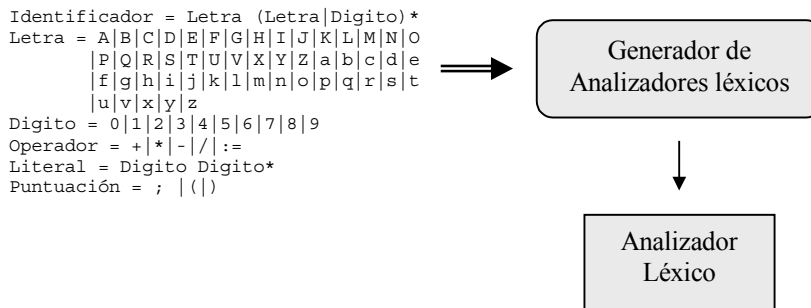 Identificador = Letra (Letra|Digito)*
Letra = A|B|C|D|E|F|G|H|I|J|K|L|M|N|O
|P|Q|R|S|T|U|V|X|Y|Z|a|b|c|d|e
|f|g|h|i|j|k|l|m|n|o|p|q|r|s|t
|u|v|x|y|z
Digito = 0|1|2|3|4|5|6|7|8|9
Operador = +|*|-|/|:=
Literal = Digito Digito*
Puntuación = ; |(|)
Generador de
Analizadores léxicos
Analizador
Léxico